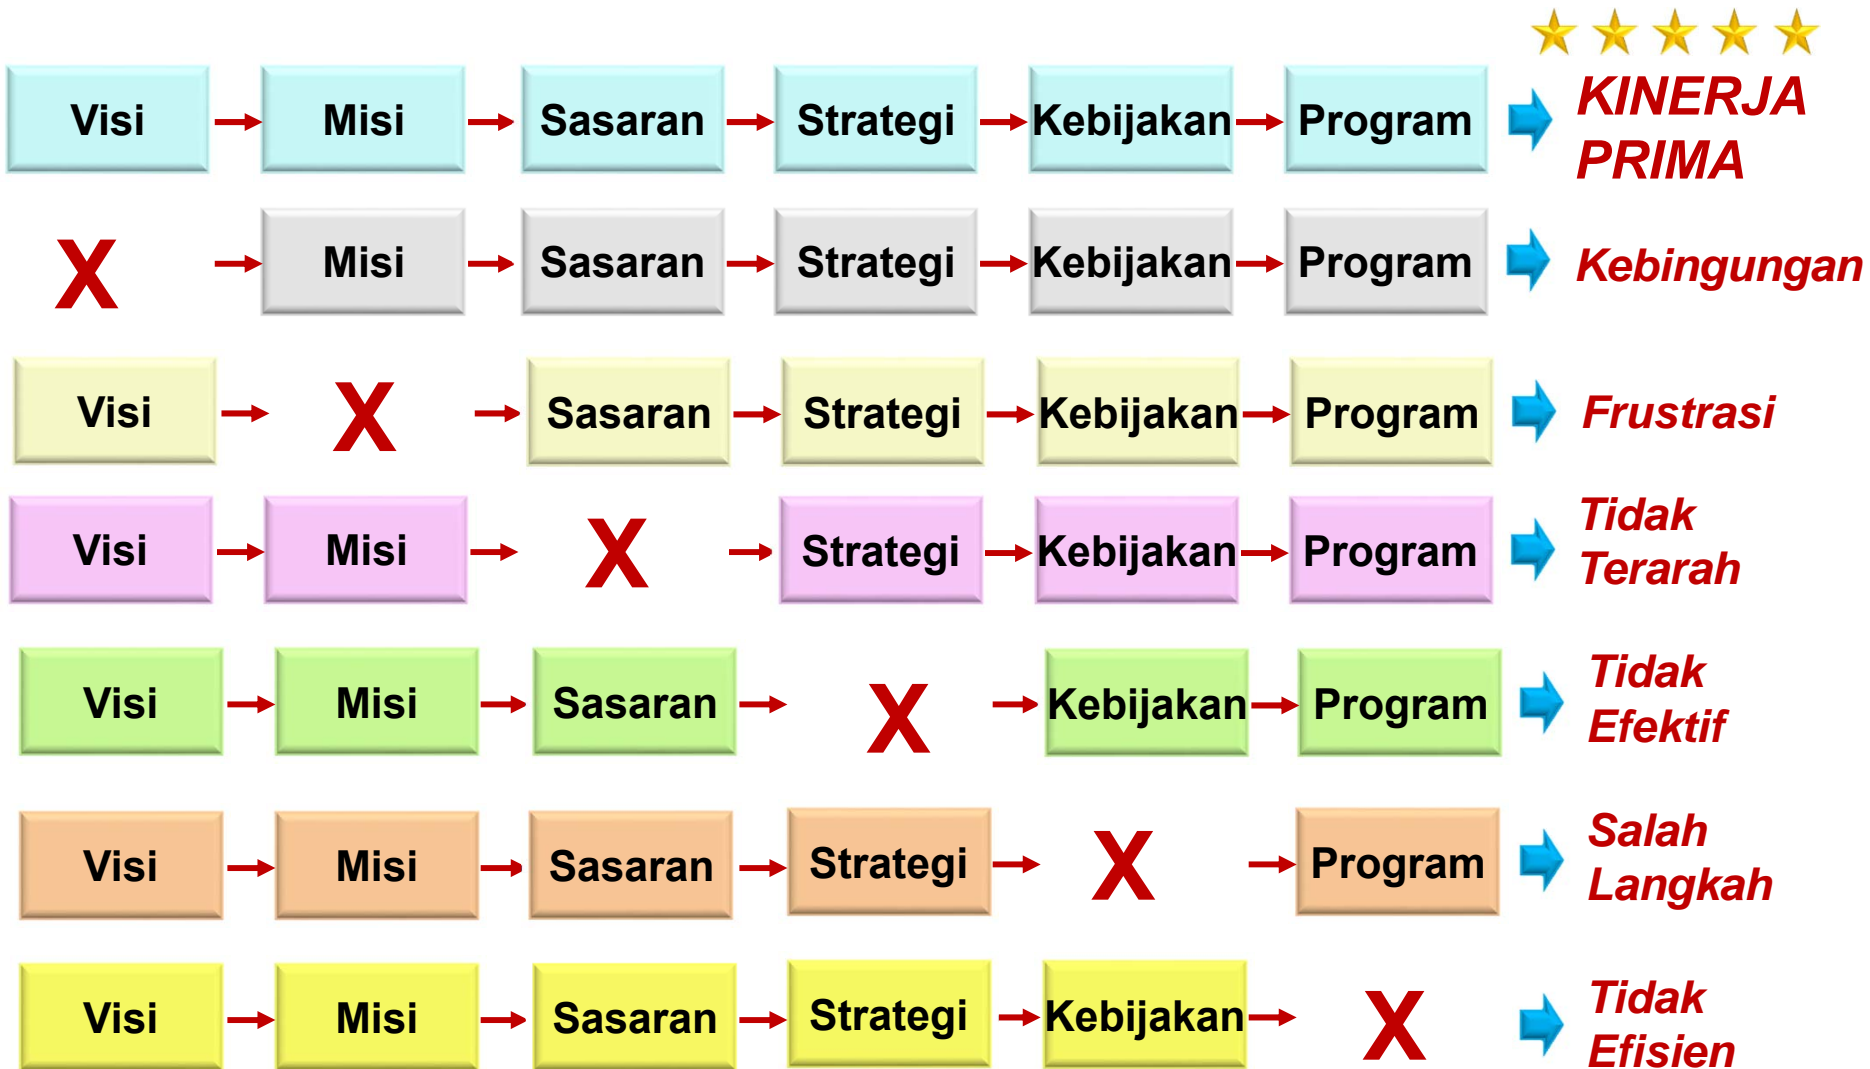 Visi Misi Sasaran Strategi Kebijakan Program KINERJA
PRIMA
X Misi Sasaran Strategi Kebijakan Program Kebingungan
Visi X Sasaran Strategi Kebijakan Program Frustrasi
Visi Misi X Strategi Kebijakan Program Tidak
Terarah
Visi Misi Sasaran X Kebijakan Program Tidak
Efektif
Visi Misi Sasaran Strategi X Program Salah
Langkah
Visi Misi Sasaran Strategi Kebijakan X Tidak
Efisien